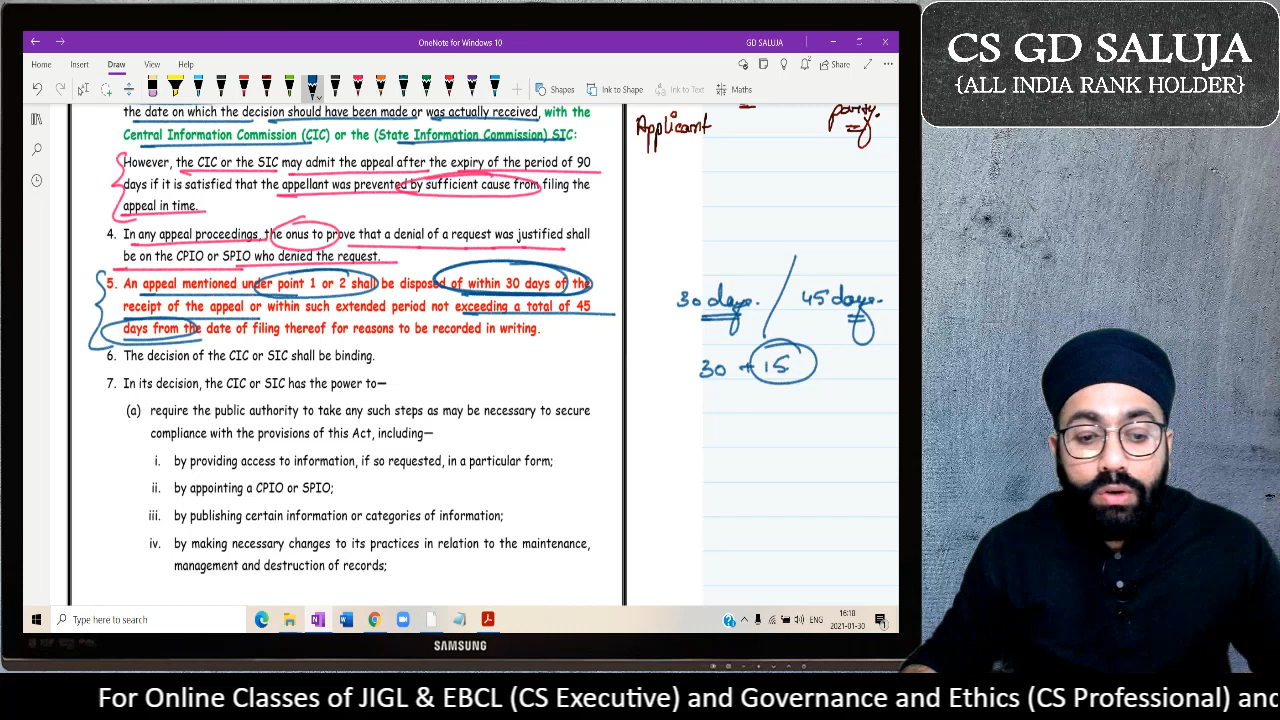 CS GD SALUJA
{ALL INDIA RANK HOLDER}
OneNote for Windows 10
GD SALUJA
Home Insert Draw View Help
Share
Shapes Ink to Shape Ink to Text Maths
the date on which the decision should have been made or was actually received, with the
Central Information Commission (CIC) or the (State Information Commission) SIC:
However, the CIC or the SIC may admit the appeal after the expiry of the period of 90
days if it is satisfied that the appellant was prevented by sufficient cause from filing the
appeal in time.
4. In any appeal proceedings, the onus to prove that a denial of a request was justified shall
be on the CPIO or SPIO who denied the request.
5. An appeal mentioned under point 1 or 2 shall be disposed of within 30 days of the
receipt of the appeal or within such extended period not exceeding a total of 45
days from the date of filing thereof for reasons to be recorded in writing.
6. The decision of the CIC or SIC shall be binding.
7. In its decision, the CIC or SIC has the power to—
(a) require the public authority to take any such steps as may be necessary to secure
compliance with the provisions of this Act, including—
i. by providing access to information, if so requested, in a particular form;
ii. by appointing a CPIO or SPIO;
iii. by publishing certain information or categories of information;
iv. by making necessary changes to its practices in relation to the maintenance,
management and destruction of records;
Applicant
party.
30 days. / 45 days.
30 + 15
Type here to search
ENG
16:18
2021-01-30
SAMSUNG
For Online Classes of JIGL & EBCL (CS Executive) and Governance and Ethics (CS Professional) and